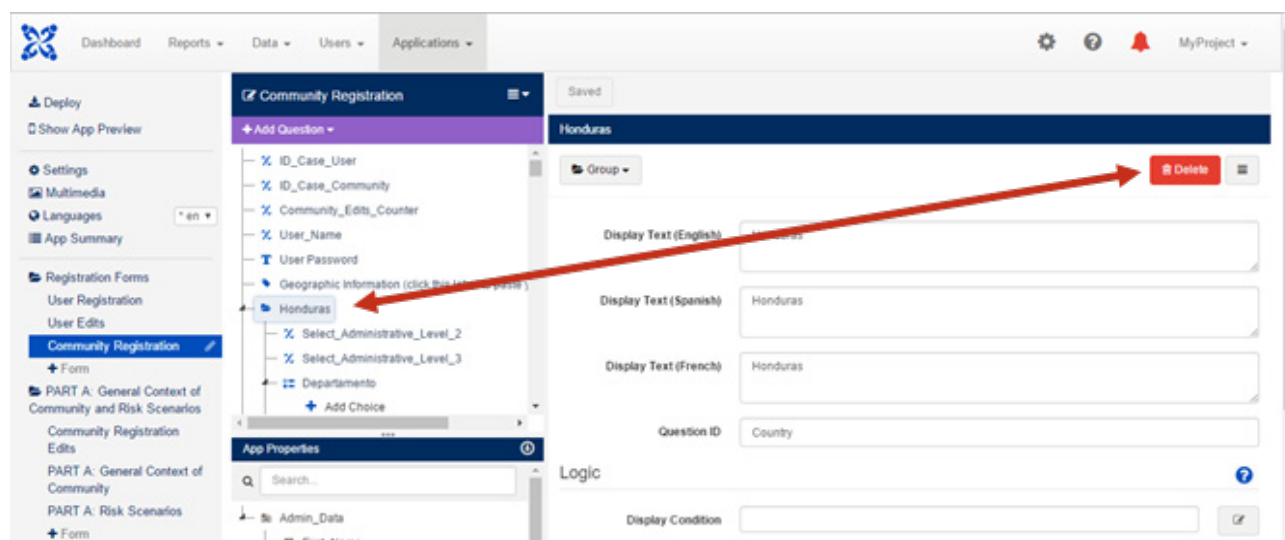 Dashboard Reports Data Users Applications MyProject
Deploy
Show App Preview
Settings
Multimedia
Languages * en
App Summary
Registration Forms
User Registration
User Edits
Community Registration
Form
PART A: General Context of
Community and Risk Scenarios
Community Registration
Edits
PART A: General Context of
Community
PART A: Risk Scenarios
+ Form
Community Registration
+ Add Question
ID_Case_User
ID_Case_Community
Community_Edits_Counter
User_Name
User Password
Geographic Information (click this
Honduras
Select_Administrative_Level_2
Select_Administrative_Level_3
Departamento
Add Choice
App Properties
Search...
Admin_Data
Saved
Honduras
Group
Delete
Display Text (English) Honduras
Display Text (Spanish) Honduras
Display Text (French) Honduras
Question ID Country
Logic
Display Condition